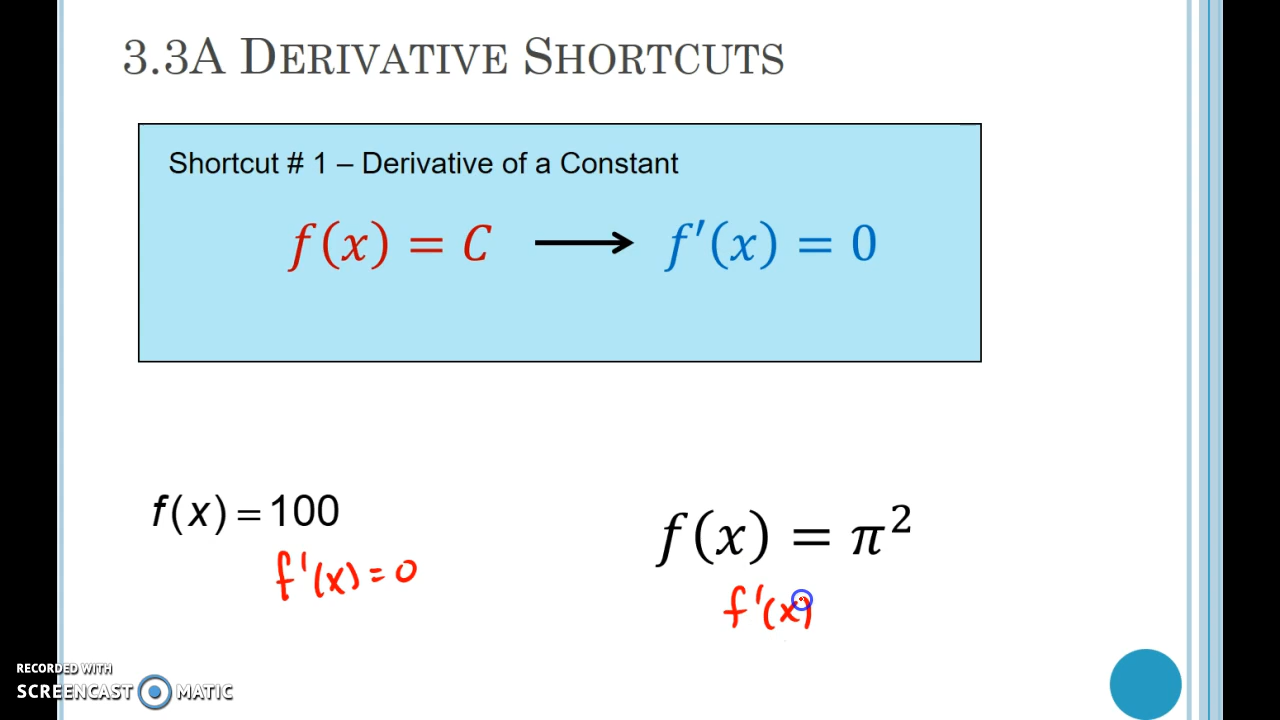 3.3A DERIVATIVE SHORTCUTS
Shortcut # 1 – Derivative of a Constant
f(x) = C ⟶ f′(x) = 0
f(x) = 100
f'(x) = 0
f(x) = π²
f'(x)
RECORDED WITH
SCREENCAST MATIC